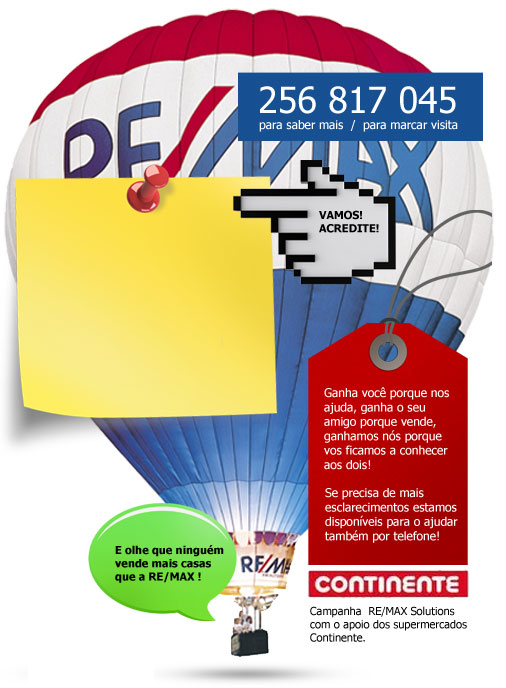 256 817 045
para saber mais / para marcar visita
RE/MAX
VAMOS!
ACREDITE!
Ganha você porque nos
ajuda, ganha o seu
amigo porque vende,
ganhamos nós porque
vos ficamos a conhecer
aos dois!
Se precisa de mais
esclarecimentos estamos
disponíveis para o ajudar
também por telefone!
E olhe que ninguém
vende mais casas
que a RE/MAX !
RE/MAX
CONTINENTE
Campanha RE/MAX Solutions
com o apoio dos supermercados
Continente.